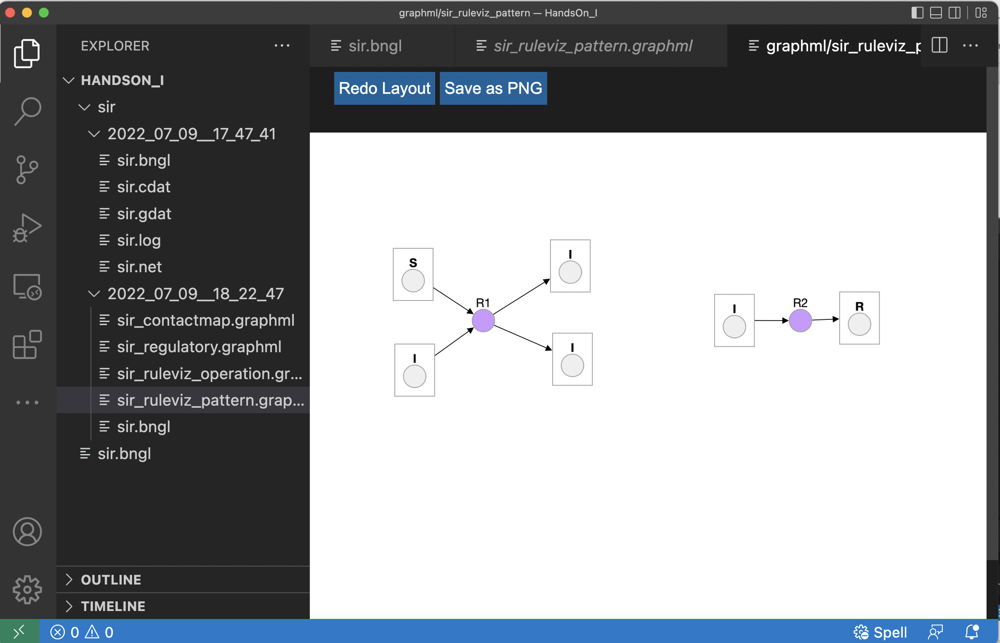 graphml/sir_ruleviz_pattern — HandsOn_I
EXPLORER
HANDSON_I
sir
2022_07_09__17_47_41
sir.bngl
sir.cdat
sir.gdat
sir.log
sir.net
2022_07_09__18_22_47
sir_contactmap.graphml
sir_regulatory.graphml
sir_ruleviz_operation.gr...
sir_ruleviz_pattern.grap...
sir.bngl
sir.bngl
OUTLINE
TIMELINE
sir.bngl
sir_ruleviz_pattern.graphml
graphml/sir_ruleviz_p
Redo Layout
Save as PNG
S
I
R1
I
I
I
R2
R
0
0
Spell